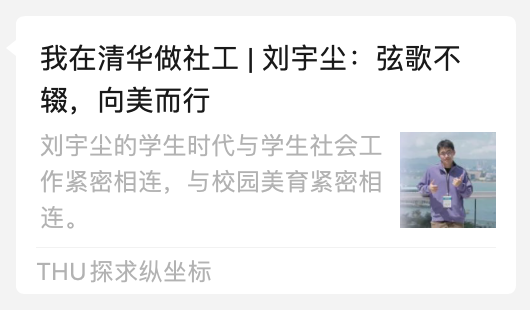 我在清华做社工 | 刘宇尘：弦歌不
辍，向美而行
刘宇尘的学生时代与学生社会工
作紧密相连，与校园美育紧密相
连。
THU探求纵坐标